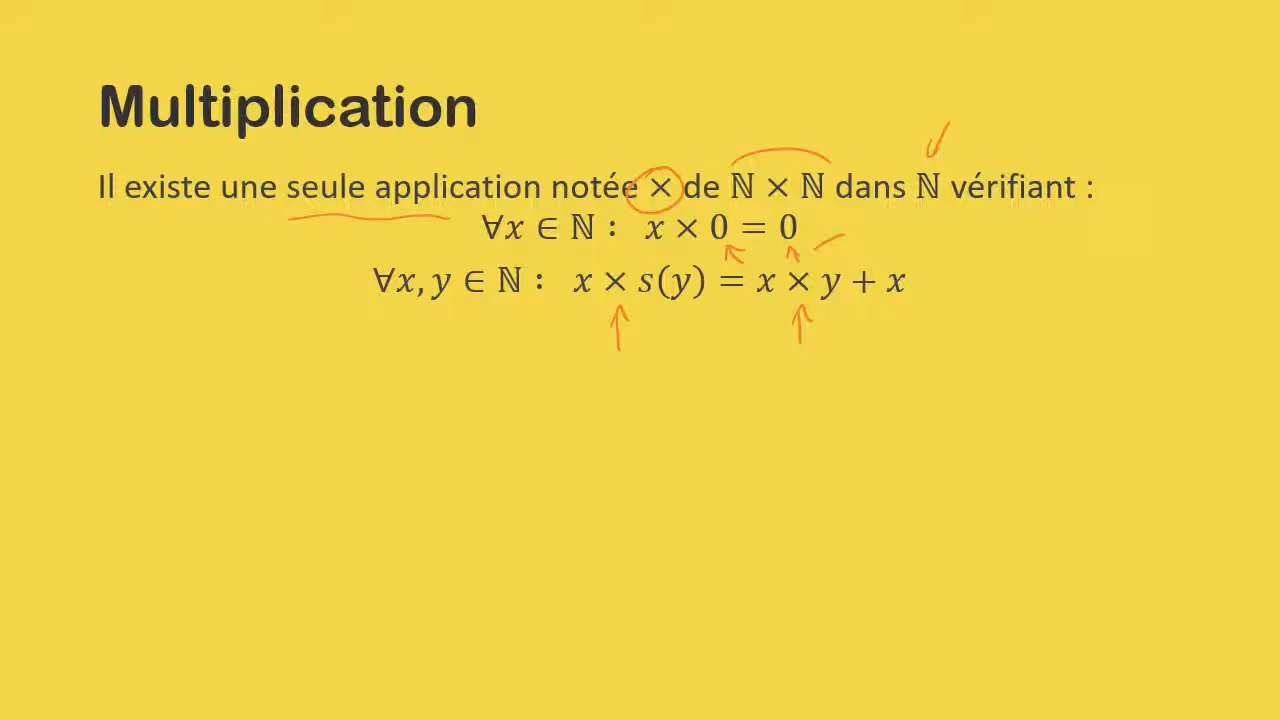 Multiplication
Il existe une seule application notée × de ℕ × ℕ dans ℕ vérifiant :
∀x ∈ ℕ : x × 0 = 0
∀x, y ∈ ℕ : x × s(y) = x × y + x